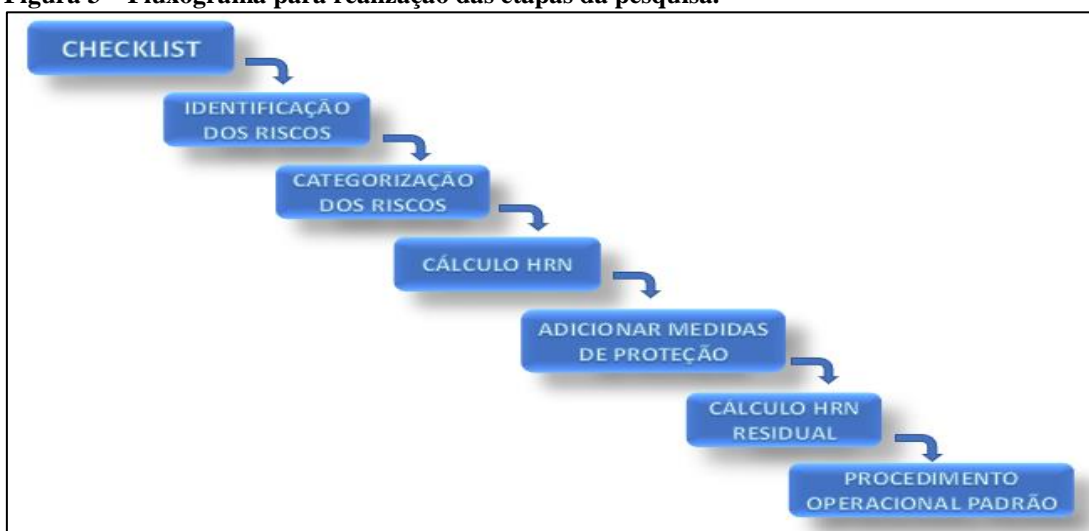 Figura 3 – Fluxograma para realização das etapas da pesquisa.
CHECKLIST
IDENTIFICAÇÃO
DOS RISCOS
CATEGORIZAÇÃO
DOS RISCOS
CÁLCULO HRN
ADICIONAR MEDIDAS
DE PROTEÇÃO
CÁLCULO HRN
RESIDUAL
PROCEDIMENTO
OPERACIONAL PADRÃO